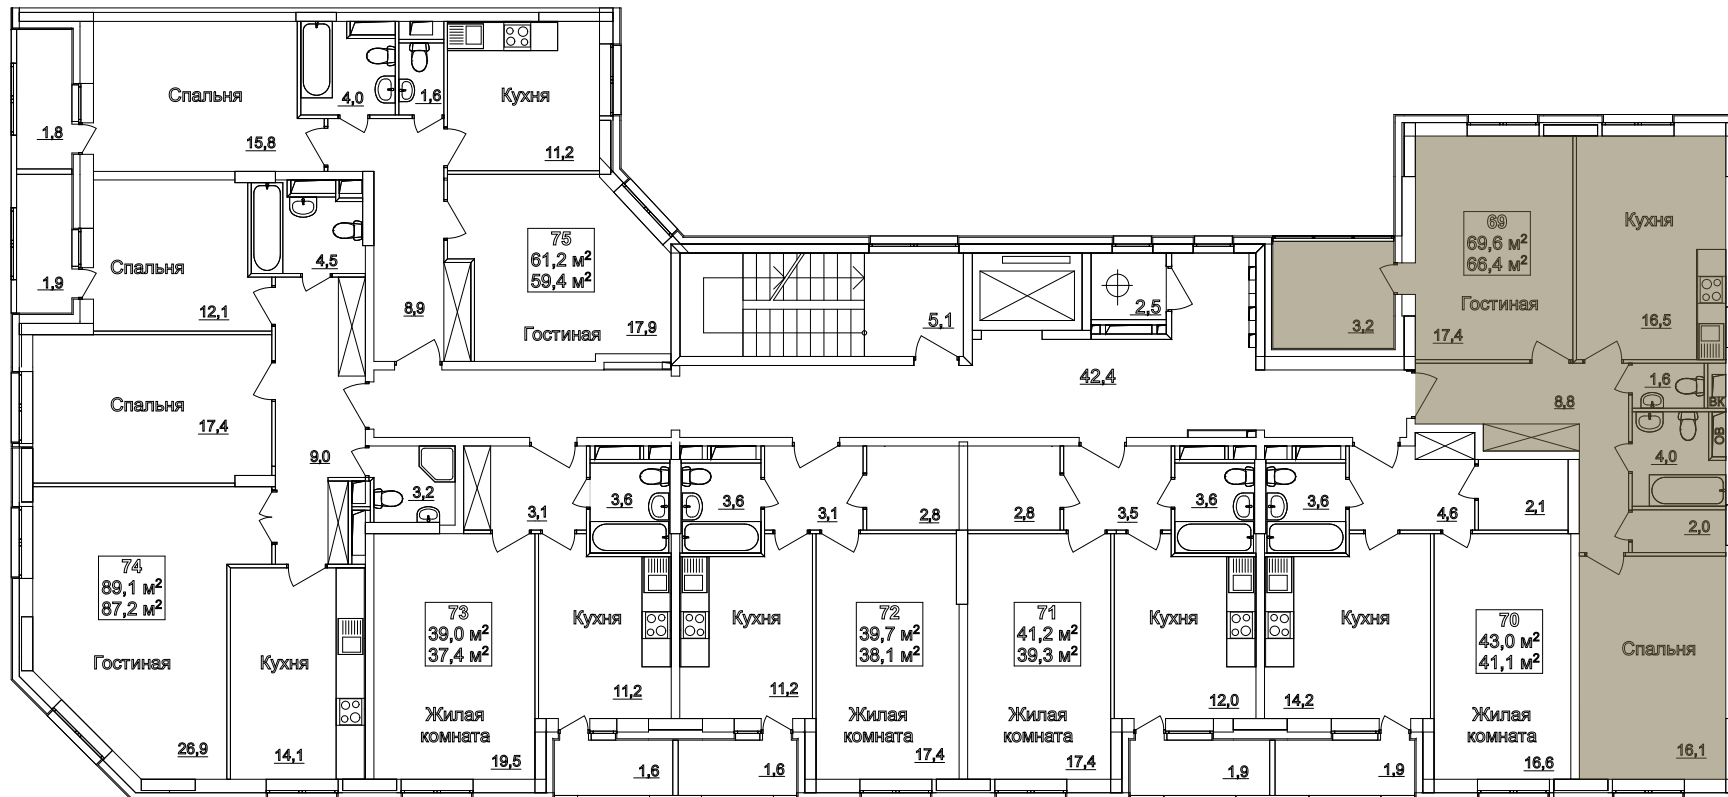 Спальня
15,8
1,8
4,0
1,6
Кухня
11,2
Спальня
12,1
1,9
4,5
8,9
75
61,2 м²
59,4 м²
Гостиная
17,9
5,1
2,5
42,4
3,2
69
69,6 м²
66,4 м²
Гостиная
17,4
Кухня
16,5
8,8
1,6
ВК
ОВ
4,0
2,0
Спальня
16,1
Спальня
17,4
9,0
3,2
3,1
3,6
3,6
3,1
2,8
2,8
3,5
3,6
3,6
4,6
2,1
74
89,1 м²
87,2 м²
Гостиная
26,9
Кухня
14,1
73
39,0 м²
37,4 м²
Жилая
комната
19,5
Кухня
11,2
1,6
Кухня
11,2
1,6
72
39,7 м²
38,1 м²
Жилая
комната
17,4
71
41,2 м²
39,3 м²
Жилая
комната
17,4
Кухня
12,0
1,9
Кухня
14,2
1,9
70
43,0 м²
41,1 м²
Жилая
комната
16,6